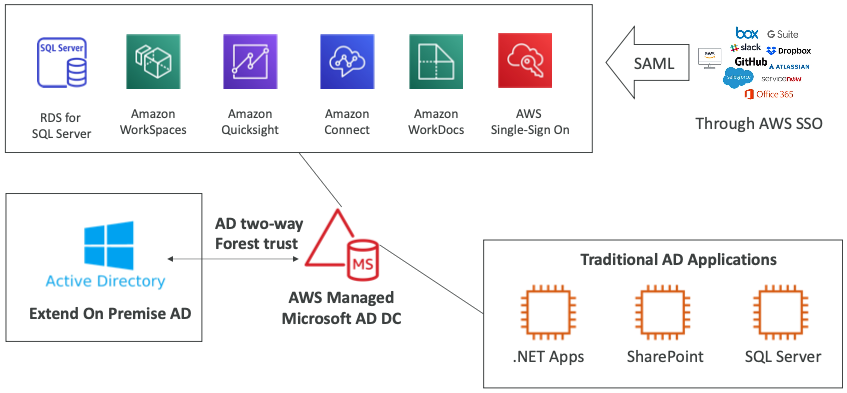 SQL Server
RDS for
SQL Server
Amazon
WorkSpaces
Amazon
Quicksight
Amazon
Connect
Amazon
WorkDocs
AWS
Single-Sign On
SAML
box
G Suite
slack
Dropbox
GitHub
ATLASSIAN
salesforce
servicenow
Office 365
Through AWS SSO
Active Directory
Extend On Premise AD
AD two-way
Forest trust
MS
AWS Managed
Microsoft AD DC
Traditional AD Applications
.NET Apps
SharePoint
SQL Server